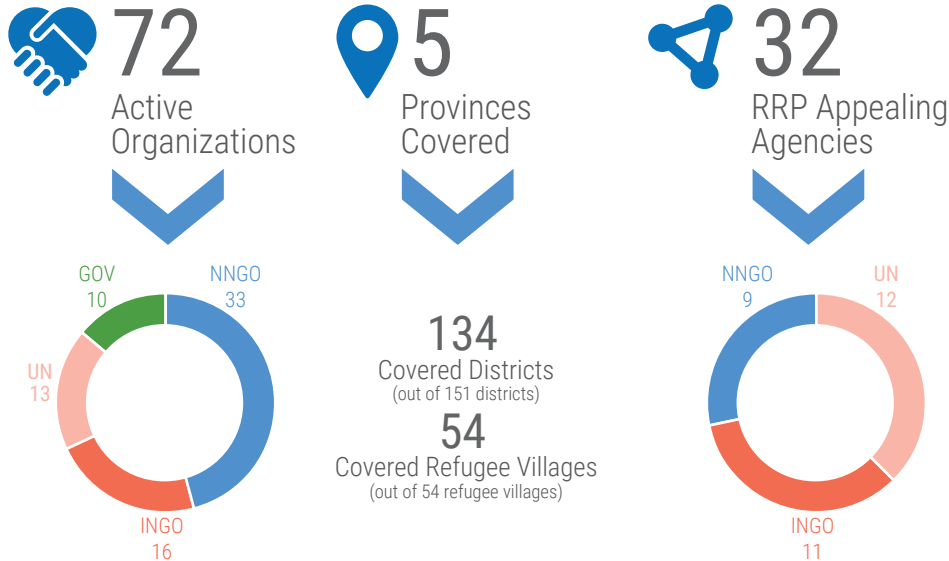 72
Active
Organizations
5
Provinces
Covered
32
RRP Appealing
Agencies
GOV
10
NNGO
33
UN
13
INGO
16
134
Covered Districts
(out of 151 districts)
54
Covered Refugee Villages
(out of 54 refugee villages)
NNGO
9
UN
12
INGO
11